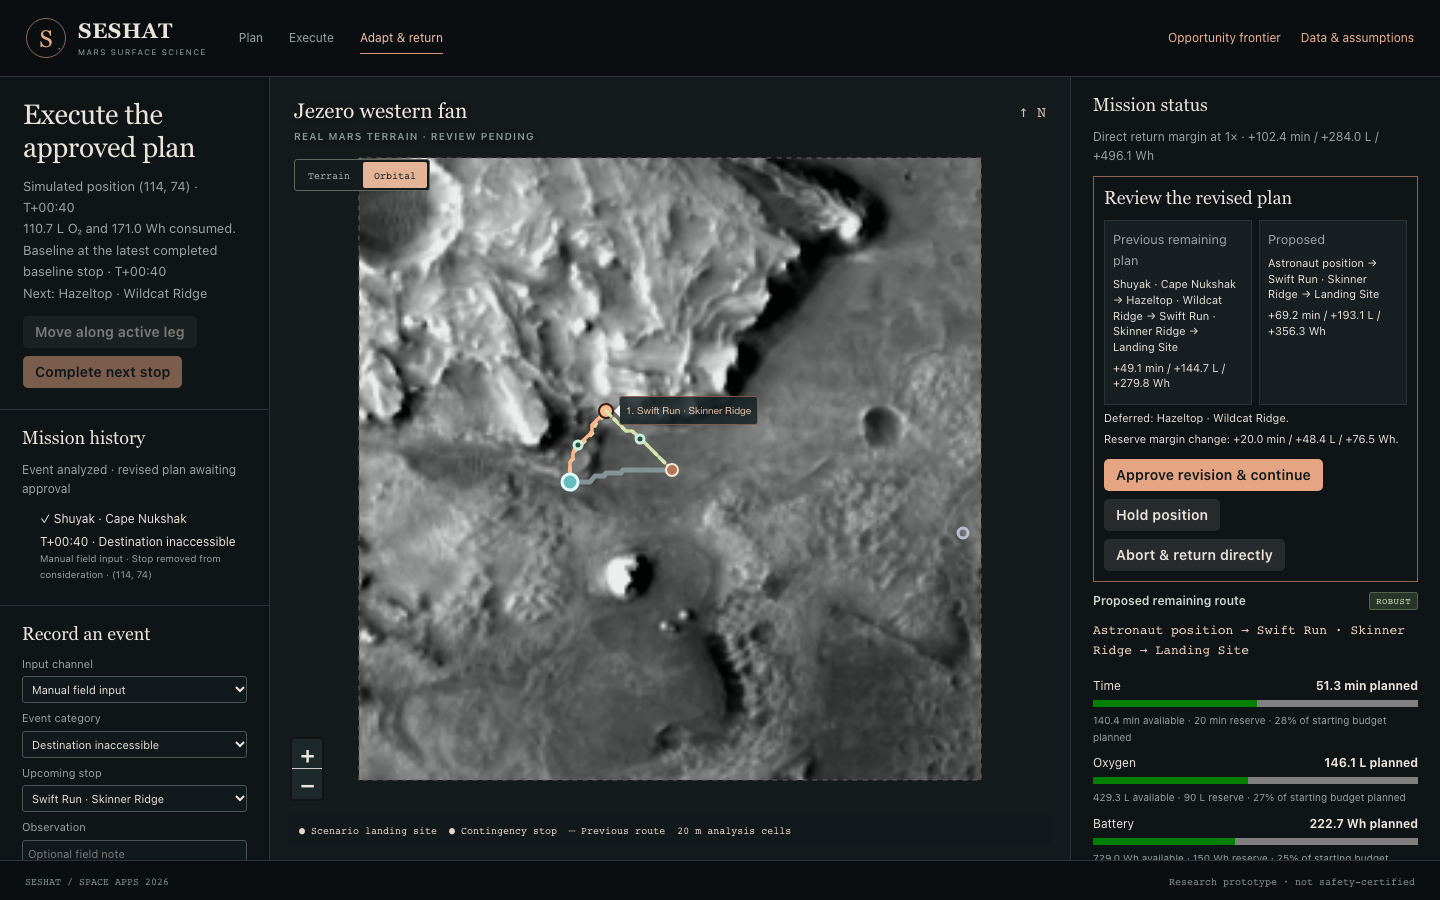 S
SESHAT
MARS SURFACE SCIENCE
Plan
Execute
Adapt & return
Opportunity frontier
Data & assumptions
Execute the
approved plan
Simulated position (114, 74) ·
T+00:40
110.7 L O₂ and 171.0 Wh consumed.
Baseline at the latest completed
baseline stop · T+00:40
Next: Hazeltop · Wildcat Ridge
Move along active leg
Complete next stop
Mission history
Event analyzed · revised plan awaiting
approval
✓ Shuyak · Cape Nukshak
T+00:40 · Destination inaccessible
Manual field input · Stop removed from
consideration · (114, 74)
Record an event
Input channel
Manual field input
Event category
Destination inaccessible
Upcoming stop
Swift Run · Skinner Ridge
Observation
Optional field note
Jezero western fan
REAL MARS TERRAIN · REVIEW PENDING
↑ N
Terrain
Orbital
1. Swift Run · Skinner Ridge
+
−
Scenario landing site
Contingency stop
┄ Previous route
20 m analysis cells
Mission status
Direct return margin at 1× · +102.4 min / +284.0 L /
+496.1 Wh
Review the revised plan
Previous remaining
plan
Shuyak · Cape Nukshak
→ Hazeltop · Wildcat
Ridge → Swift Run ·
Skinner Ridge →
Landing Site
+49.1 min / +144.7 L /
+279.8 Wh
Proposed
Astronaut position →
Swift Run · Skinner
Ridge → Landing Site
+69.2 min / +193.1 L /
+356.3 Wh
Deferred: Hazeltop · Wildcat Ridge.
Reserve margin change: +20.0 min / +48.4 L / +76.5 Wh.
Approve revision & continue
Hold position
Abort & return directly
Proposed remaining route
ROBUST
Astronaut position → Swift Run · Skinner
Ridge → Landing Site
Time
51.3 min planned
140.4 min available · 20 min reserve · 28% of starting budget
planned
Oxygen
146.1 L planned
429.3 L available · 90 L reserve · 27% of starting budget planned
Battery
222.7 Wh planned
729.0 Wh available · 150 Wh reserve · 25% of starting budget
SESHAT / SPACE APPS 2026
Research prototype · not safety-certified